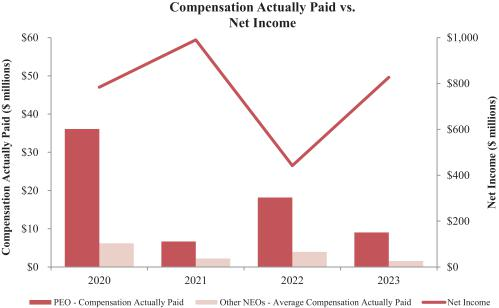 Compensation Actually Paid vs.
Net Income
Compensation Actually Paid ($ millions)
$60
$50
$40
$30
$20
$10
$0
$1,000
$800
$600
$400
$200
$0
Net Income ($ millions)
2020 2021 2022 2023
PEO - Compensation Actually Paid Other NEOs - Average Compensation Actually Paid Net Income